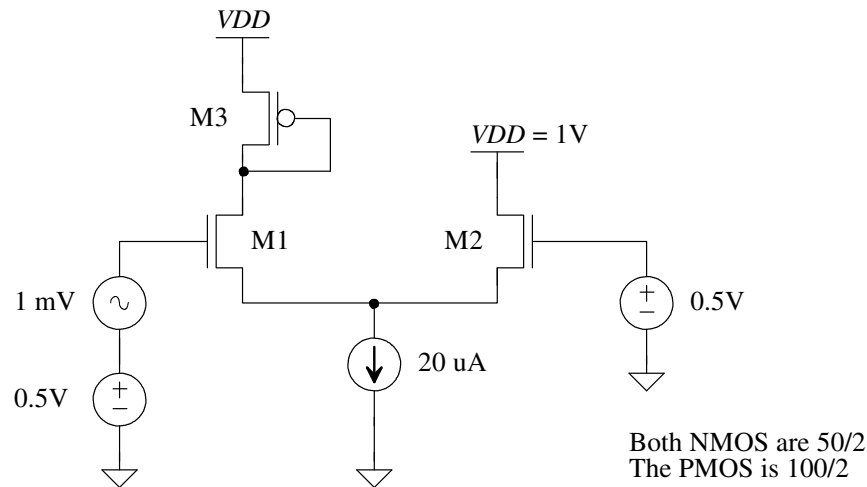 VDD
M3
VDD = 1V
M1
M2
1 mV
0.5V
20 uA
0.5V
Both NMOS are 50/2
The PMOS is 100/2